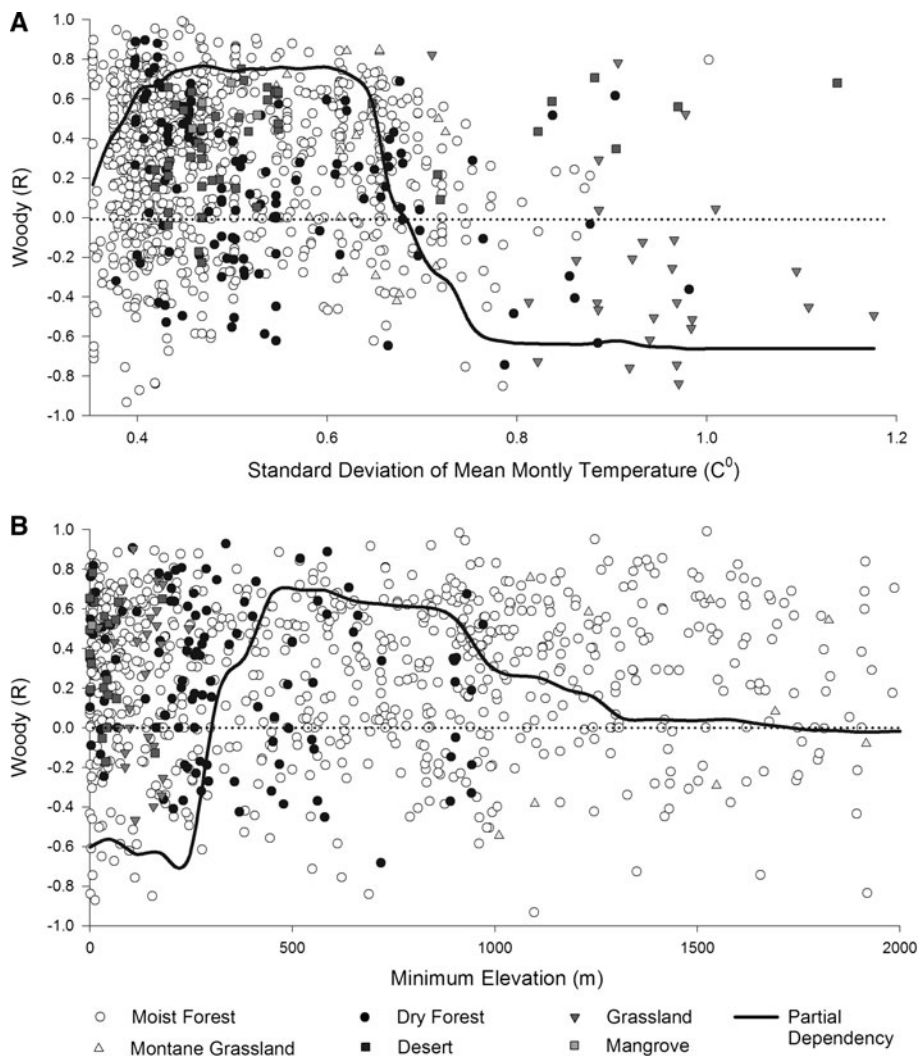 A
1.0
0.8
0.6
0.4
0.2
0.0
-0.2
-0.4
-0.6
-0.8
-1.0
Woody (R)
0.4 0.6 0.8 1.0 1.2
Standard Deviation of Mean Montly Temperature (C⁰)
B
1.0
0.8
0.6
0.4
0.2
0.0
-0.2
-0.4
-0.6
-0.8
-1.0
Woody (R)
0 500 1000 1500 2000
Minimum Elevation (m)
Moist Forest Dry Forest Grassland Partial Dependency
Montane Grassland Desert Mangrove